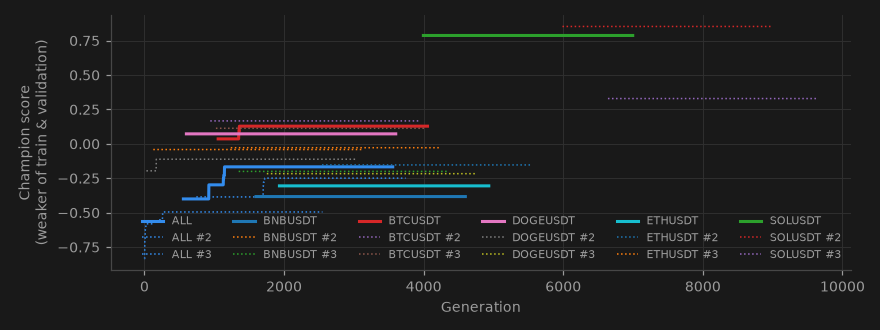 Champion score
(weaker of train & validation)
0.75
0.50
0.25
0.00
−0.25
−0.50
−0.75
ALL BNBUSDT BTCUSDT DOGEUSDT ETHUSDT SOLUSDT
ALL #2 BNBUSDT #2 BTCUSDT #2 DOGEUSDT #2 ETHUSDT #2 SOLUSDT #2
ALL #3 BNBUSDT #3 BTCUSDT #3 DOGEUSDT #3 ETHUSDT #3 SOLUSDT #3
0 2000 4000 6000 8000 10000
Generation